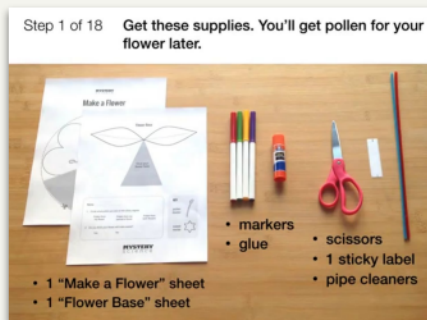 Step 1 of 18
Get these supplies. You'll get pollen for your
flower later.
Make a Flower
MYSTERY
• markers
• glue
• scissors
• 1 sticky label
• pipe cleaners
• 1 "Make a Flower" sheet
• 1 "Flower Base" sheet